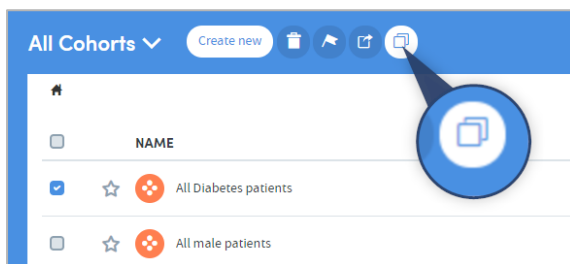 All Cohorts Create new
NAME
All Diabetes patients
All male patients